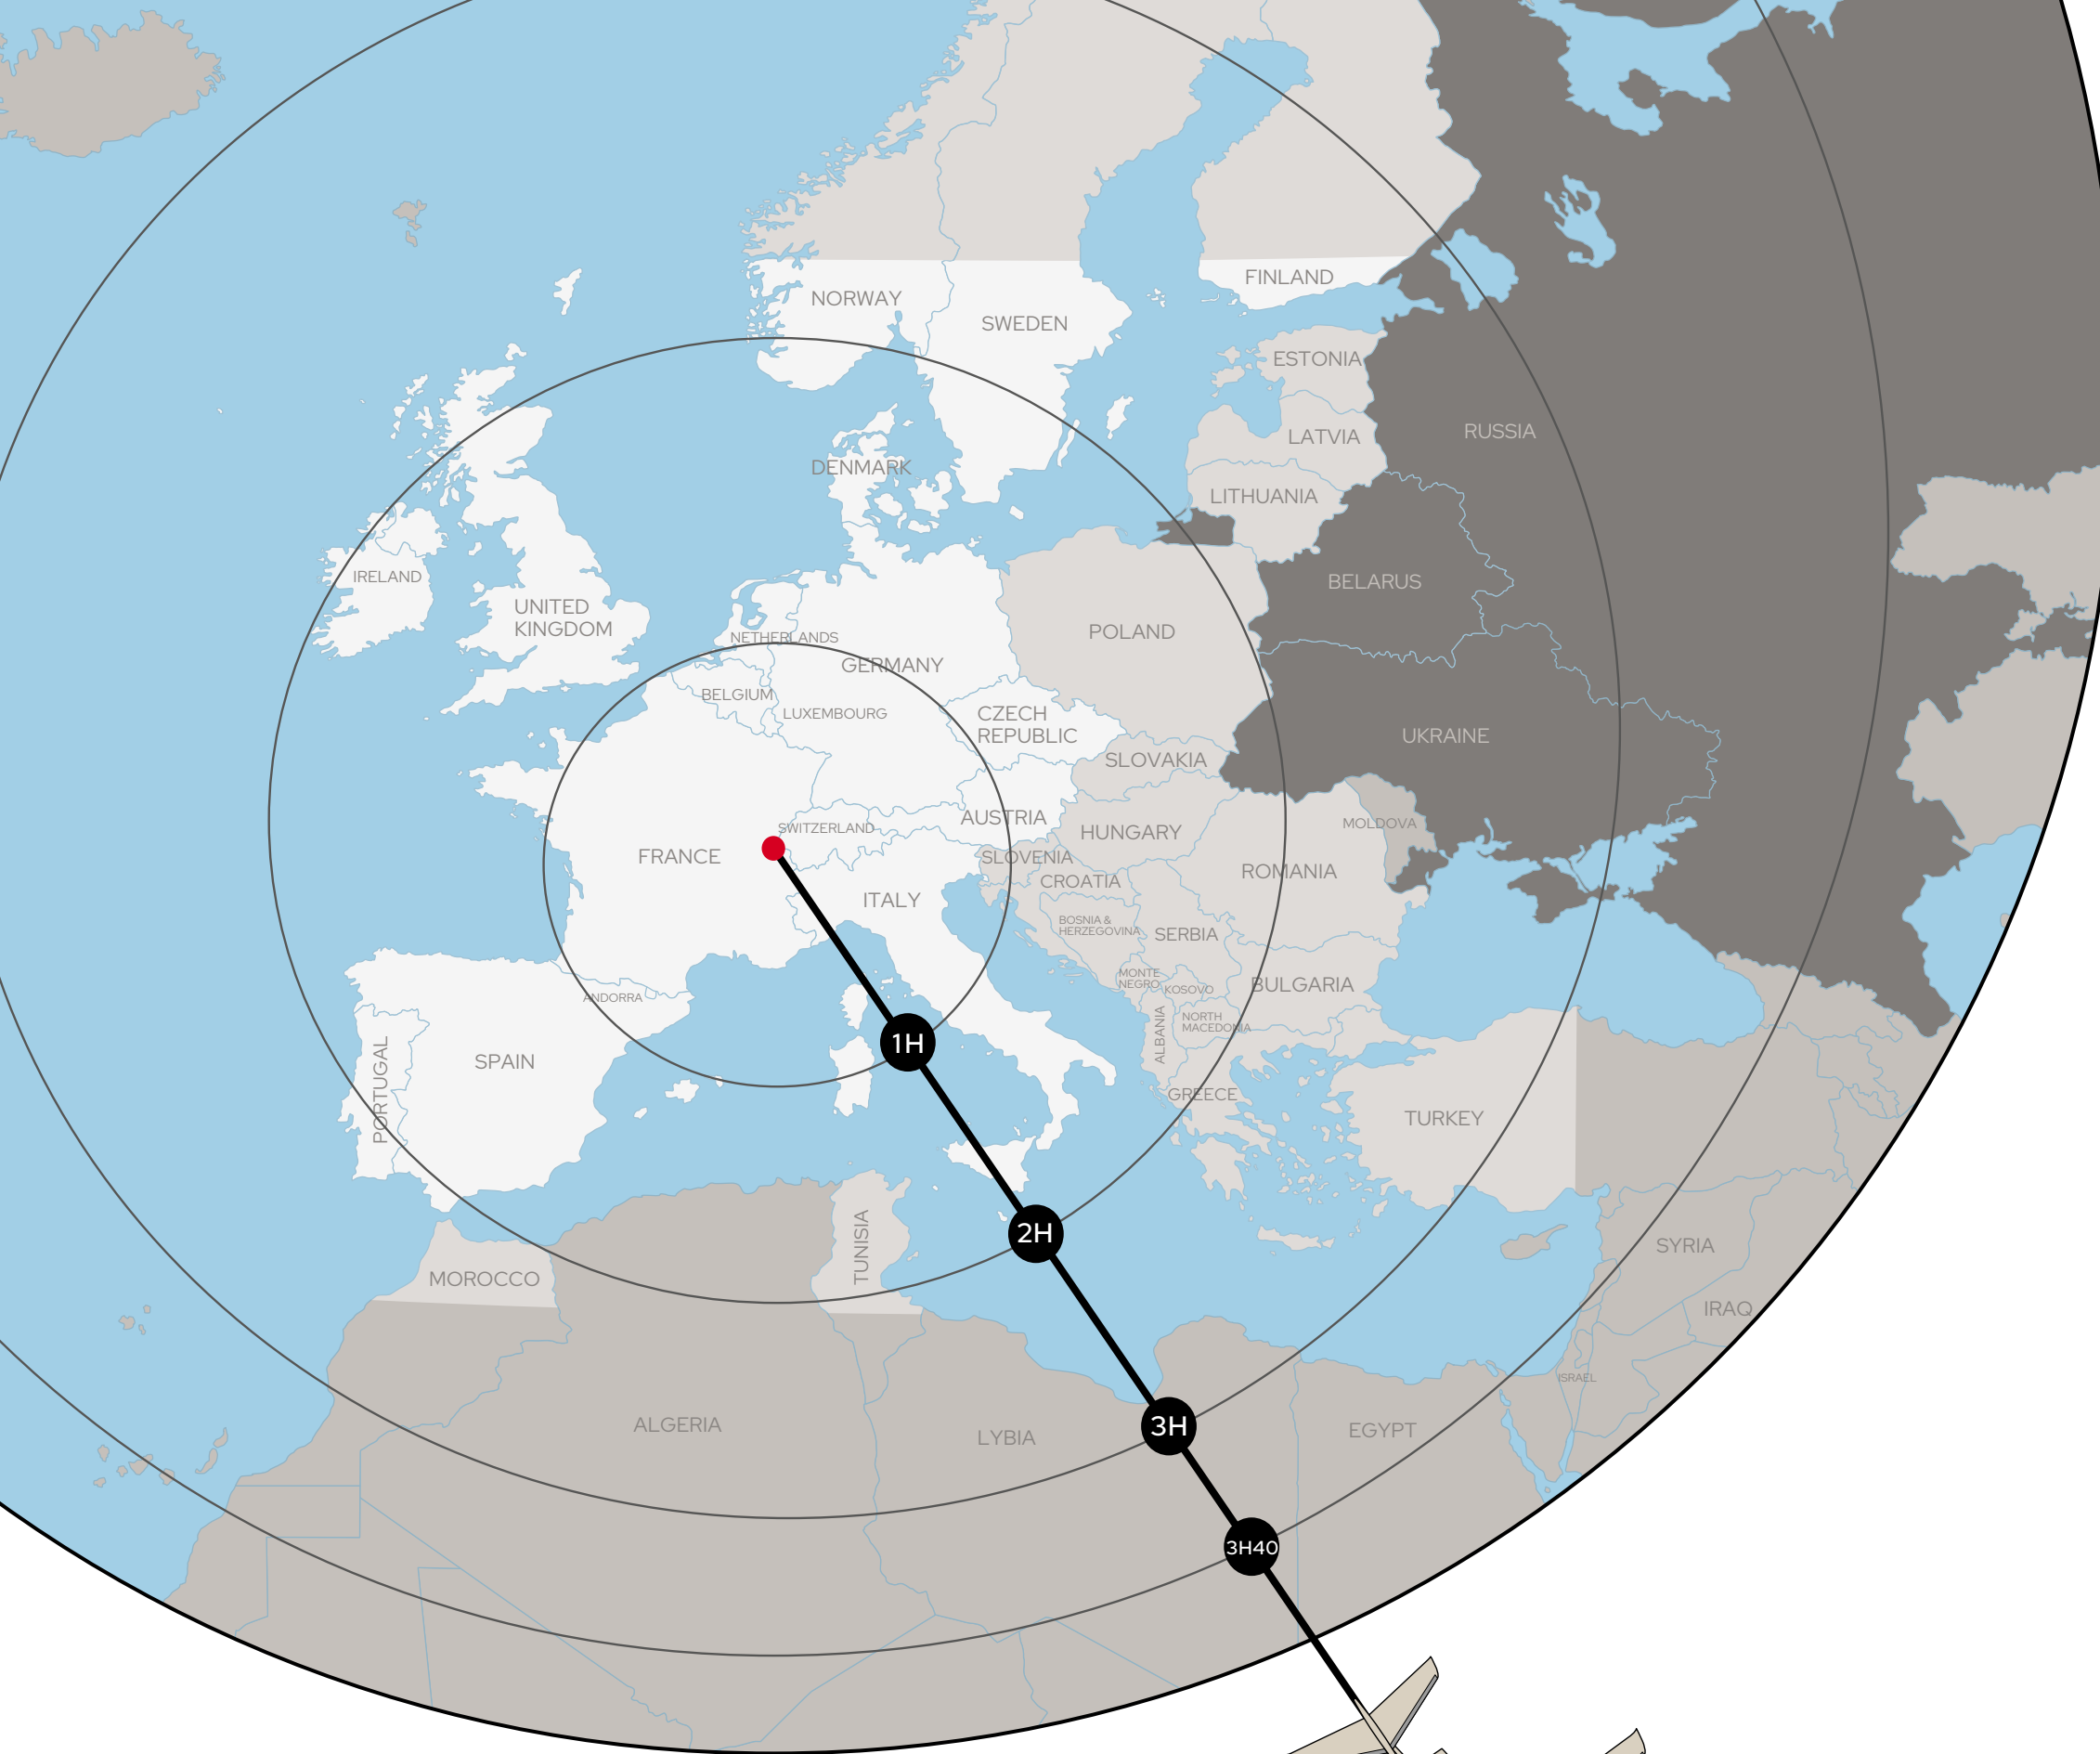 FINLAND
NORWAY
SWEDEN
ESTONIA
RUSSIA
LATVIA
DENMARK
LITHUANIA
IRELAND
BELARUS
UNITED
KINGDOM
POLAND
NETHERLANDS
GERMANY
BELGIUM
LUXEMBOURG
CZECH
REPUBLIC
UKRAINE
SLOVAKIA
AUSTRIA
MOLDOVA
SWITZERLAND
HUNGARY
FRANCE
SLOVENIA
ROMANIA
CROATIA
ITALY
BOSNIA &
HERZEGOVINA
SERBIA
MONTE
NEGRO
KOSOVO
BULGARIA
ANDORRA
NORTH
MACEDONIA
ALBANIA
1H
SPAIN
PORTUGAL
GREECE
TURKEY
2H
TUNISIA
SYRIA
MOROCCO
IRAQ
ISRAEL
ALGERIA
3H
EGYPT
LYBIA
3H40